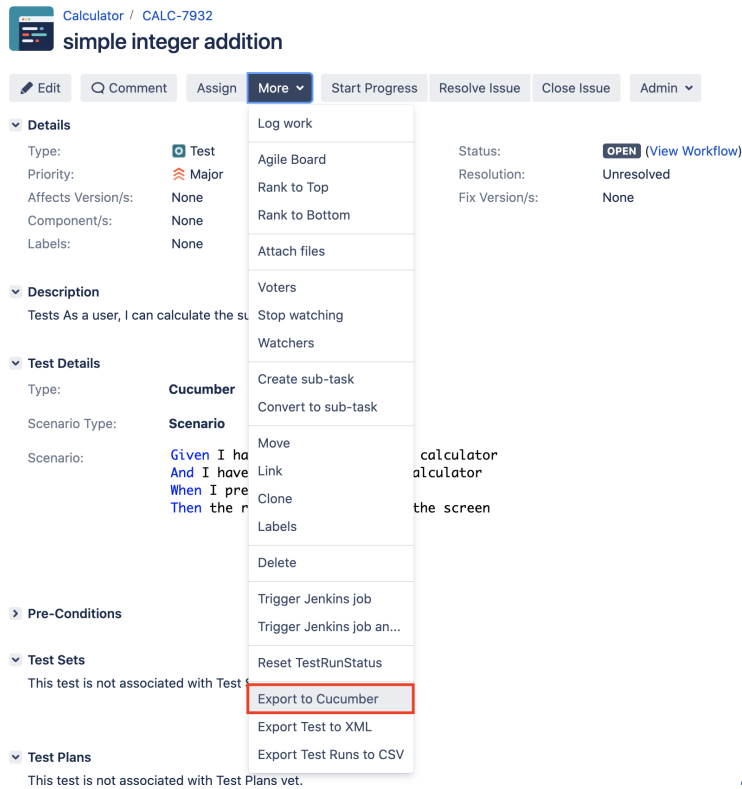 Calculator / CALC-7932
simple integer addition
Edit Comment Assign More Start Progress Resolve Issue Close Issue Admin
Details
Type: Test
Priority: Major
Affects Version/s: None
Component/s: None
Labels: None
Status: OPEN (View Workflow)
Resolution: Unresolved
Fix Version/s: None
Description
Tests As a user, I can calculate the su
Test Details
Type: Cucumber
Scenario Type: Scenario
Scenario: Given I ha calculator
And I have alculator
When I pre
Then the r the screen
Pre-Conditions
Test Sets
This test is not associated with Test S
Test Plans
This test is not associated with Test Plans yet.
Log work
Agile Board
Rank to Top
Rank to Bottom
Attach files
Voters
Stop watching
Watchers
Create sub-task
Convert to sub-task
Move
Link
Clone
Labels
Delete
Trigger Jenkins job
Trigger Jenkins job an...
Reset TestRunStatus
Export to Cucumber
Export Test to XML
Export Test Runs to CSV